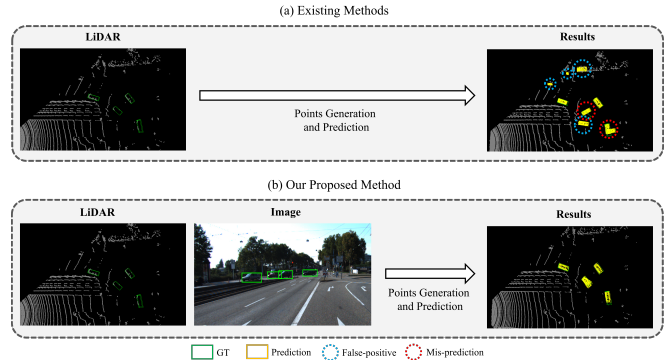 (a) Existing Methods
LiDAR
Results
Points Generation
and Prediction
(b) Our Proposed Method
LiDAR
Image
Results
Points Generation
and Prediction
GT
Prediction
False-positive
Mis-prediction